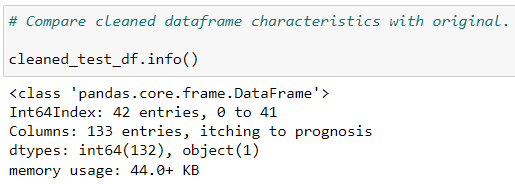 # Compare cleaned dataframe characteristics with original.
cleaned_test_df.info()
<class 'pandas.core.frame.DataFrame'>
Int64Index: 42 entries, 0 to 41
Columns: 133 entries, itching to prognosis
dtypes: int64(132), object(1)
memory usage: 44.0+ KB